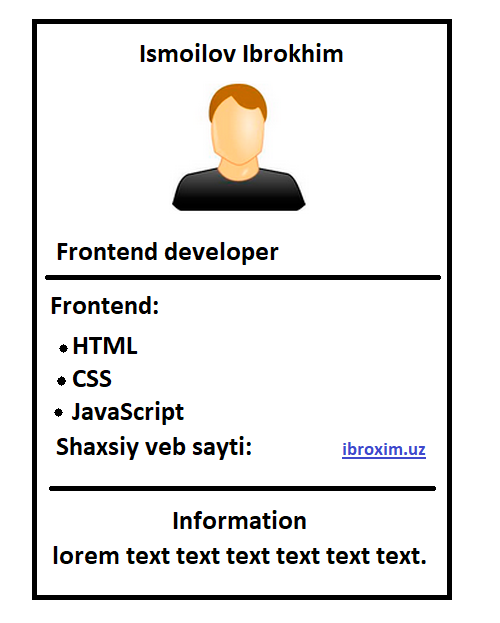 Ismoilov Ibrokhim
Frontend developer
Frontend:
HTML
CSS
JavaScript
Shaxsiy veb sayti: ibroxim.uz
Information
lorem text text text text text text.